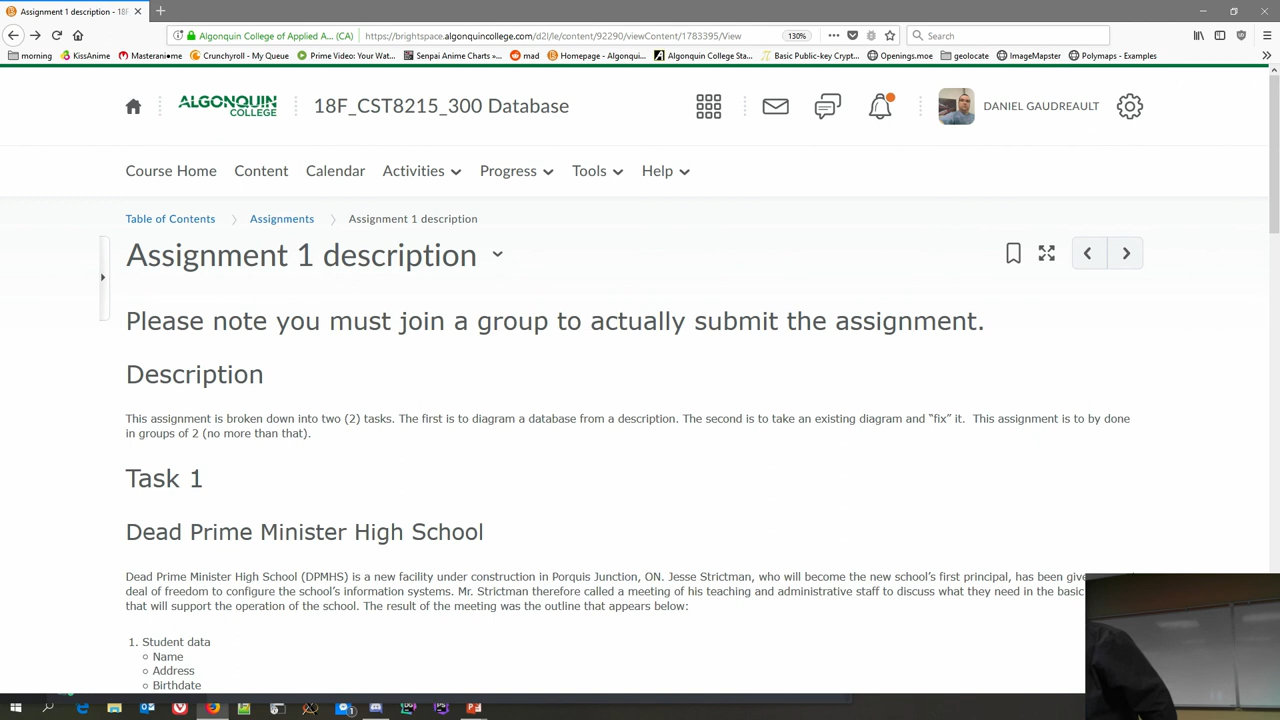 Assignment 1 description - 18F
Algonquin College of Applied A... (CA)
https://brightspace.algonquincollege.com/d2l/le/content/92290/viewContent/1783395/View
130%
Search
morning
KissAnime
Masterani●me
Crunchyroll - My Queue
Prime Video: Your Wat...
Senpai Anime Charts »...
mad
Homepage - Algonqui...
Algonquin College Sta...
Basic Public-key Crypt...
Openings.moe
geolocate
ImageMapster
Polymaps - Examples
ALGONQUIN COLLEGE
18F_CST8215_300 Database
DANIEL GAUDREAULT
Course Home
Content
Calendar
Activities
Progress
Tools
Help
Table of Contents
Assignments
Assignment 1 description
Assignment 1 description
Please note you must join a group to actually submit the assignment.
Description
This assignment is broken down into two (2) tasks. The first is to diagram a database from a description. The second is to take an existing diagram and “fix” it. This assignment is to by done
in groups of 2 (no more than that).
Task 1
Dead Prime Minister High School
Dead Prime Minister High School (DPMHS) is a new facility under construction in Porquis Junction, ON. Jesse Strictman, who will become the new school’s first principal, has been give
deal of freedom to configure the school’s information systems. Mr. Strictman therefore called a meeting of his teaching and administrative staff to discuss what they need in the basic
that will support the operation of the school. The result of the meeting was the outline that appears below:
1. Student data
Name
Address
Birthdate